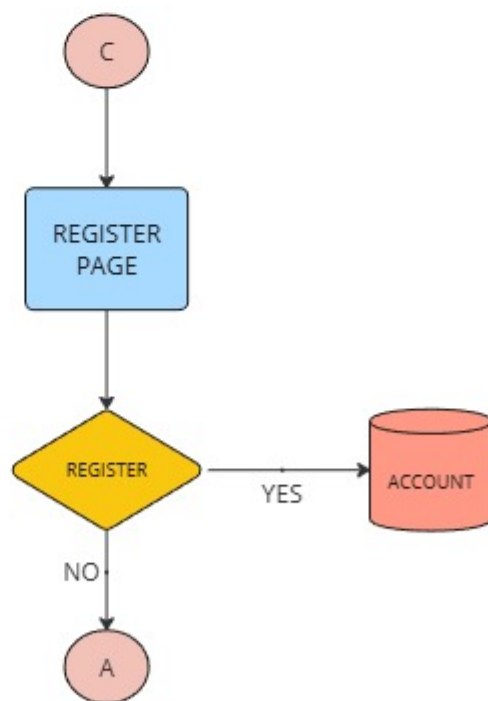 C
REGISTER
PAGE
REGISTER
YES
ACCOUNT
NO
A